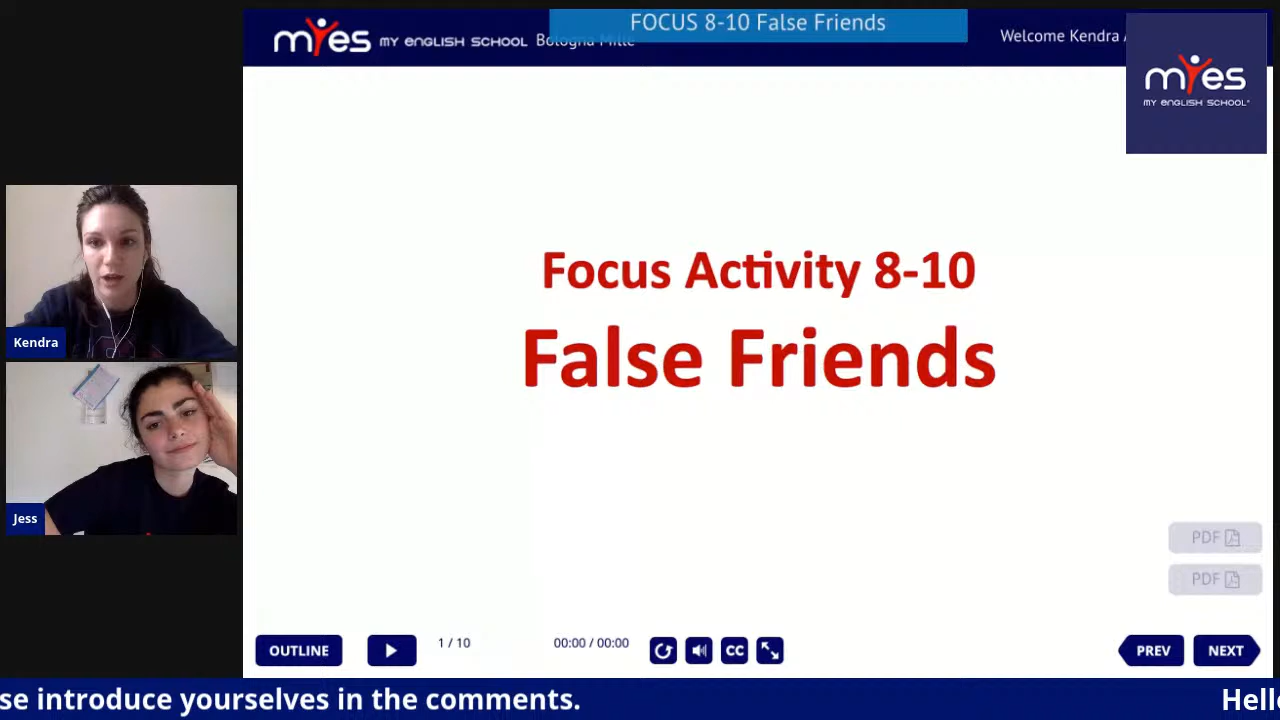 FOCUS 8-10 False Friends
myes MY ENGLISH SCHOOL Bologna Mille
Welcome Kendra A
myes
MY ENGLISH SCHOOL
Focus Activity 8-10
False Friends
Kendra
Jess
PDF
PDF
OUTLINE
1 / 10
00:00 / 00:00
CC
PREV
NEXT
se introduce yourselves in the comments.
Hello